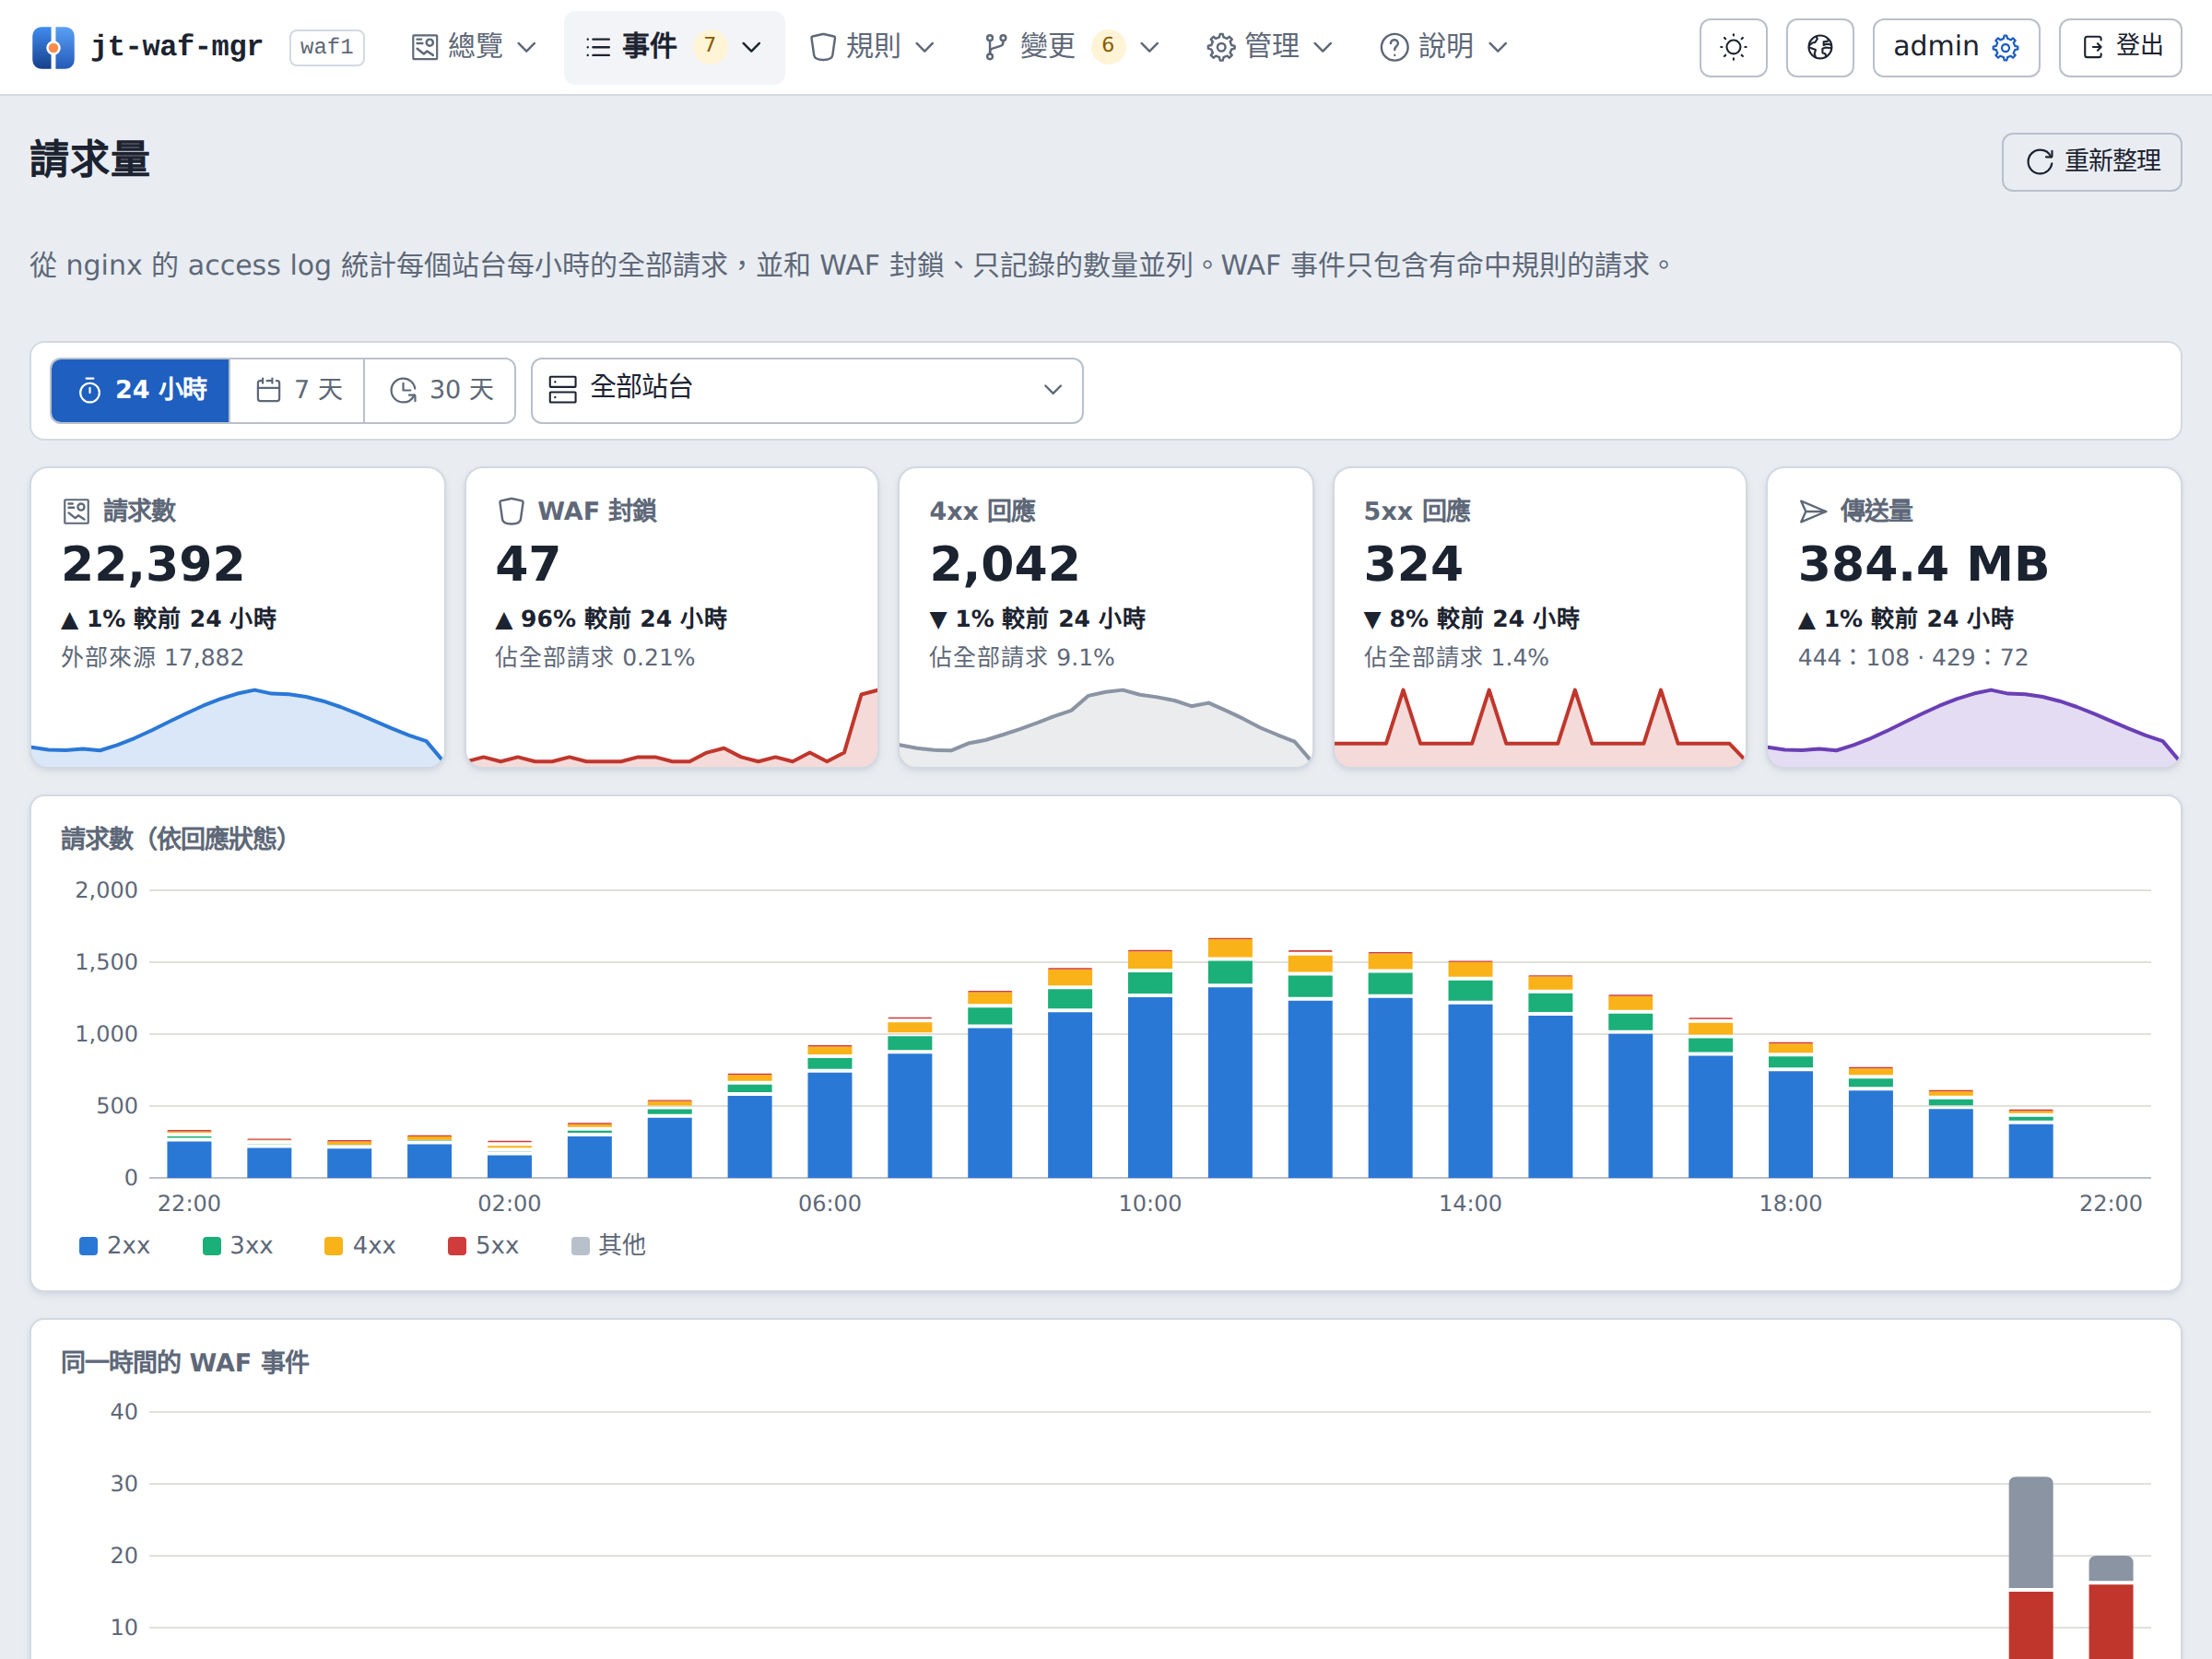 jt-waf-mgr waf1 總覽 事件 7 規則 變更 6 管理 說明 admin 登出
請求量 重新整理
從 nginx 的 access log 統計每個站台每小時的全部請求，並和 WAF 封鎖、只記錄的數量並列。WAF 事件只包含有命中規則的請求。
24 小時 7 天 30 天 全部站台
請求數
22,392
▲ 1% 較前 24 小時
外部來源 17,882
WAF 封鎖
47
▲ 96% 較前 24 小時
佔全部請求 0.21%
4xx 回應
2,042
▼ 1% 較前 24 小時
佔全部請求 9.1%
5xx 回應
324
▼ 8% 較前 24 小時
佔全部請求 1.4%
傳送量
384.4 MB
▲ 1% 較前 24 小時
444：108 · 429：72
請求數（依回應狀態）
2,000
1,500
1,000
500
0
22:00 02:00 06:00 10:00 14:00 18:00 22:00
2xx 3xx 4xx 5xx 其他
同一時間的 WAF 事件
40
30
20
10